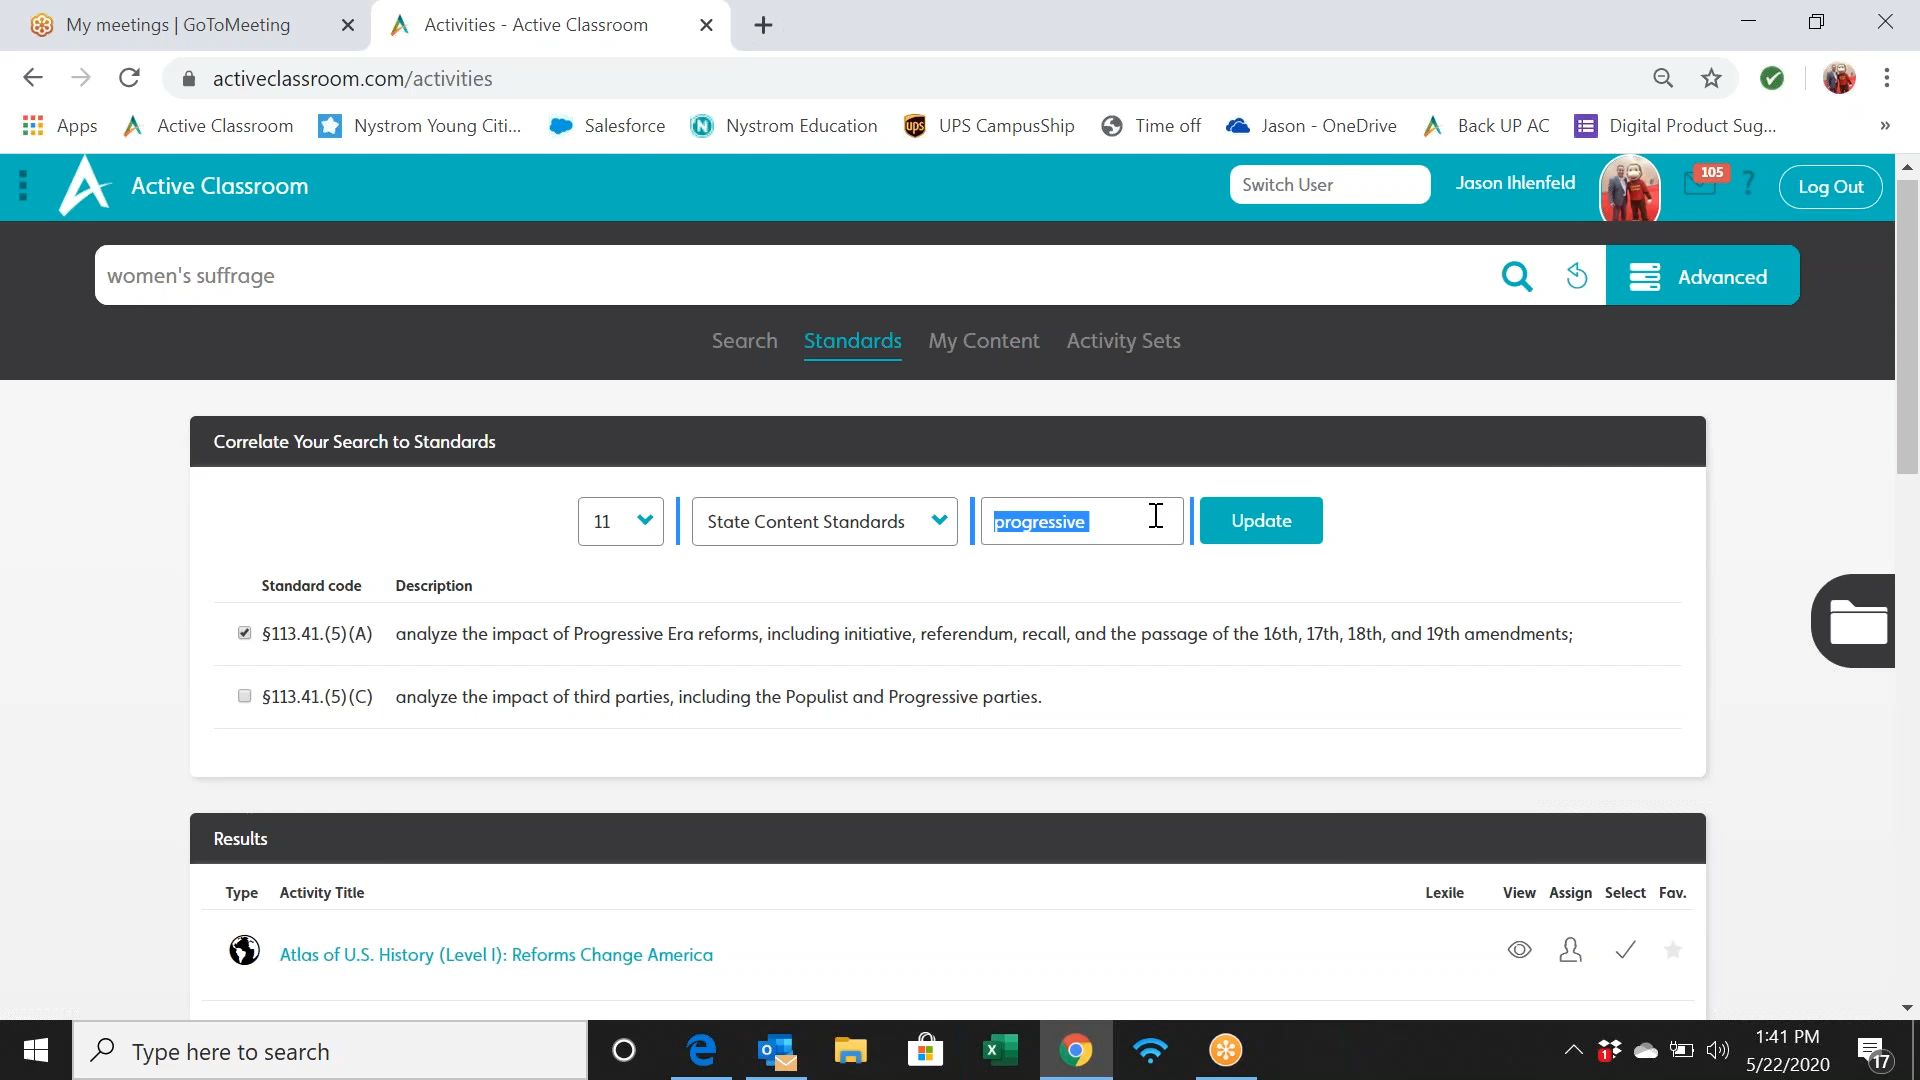 My meetings | GoToMeeting
Activities - Active Classroom
activeclassroom.com/activities
Apps
Active Classroom
Nystrom Young Citi...
Salesforce
Nystrom Education
UPS CampusShip
Time off
Jason - OneDrive
Back UP AC
Digital Product Sug...
»
Active Classroom
Switch User
Jason Ihlenfeld
105
?
Log Out
women's suffrage
Advanced
Search
Standards
My Content
Activity Sets
Correlate Your Search to Standards
11
State Content Standards
progressive
Update
Standard code
Description
§113.41.(5)(A)
analyze the impact of Progressive Era reforms, including initiative, referendum, recall, and the passage of the 16th, 17th, 18th, and 19th amendments;
§113.41.(5)(C)
analyze the impact of third parties, including the Populist and Progressive parties.
Results
Type
Activity Title
Lexile
View
Assign
Select
Fav.
Atlas of U.S. History (Level I): Reforms Change America
Type here to search
1:41 PM
5/22/2020
1
17